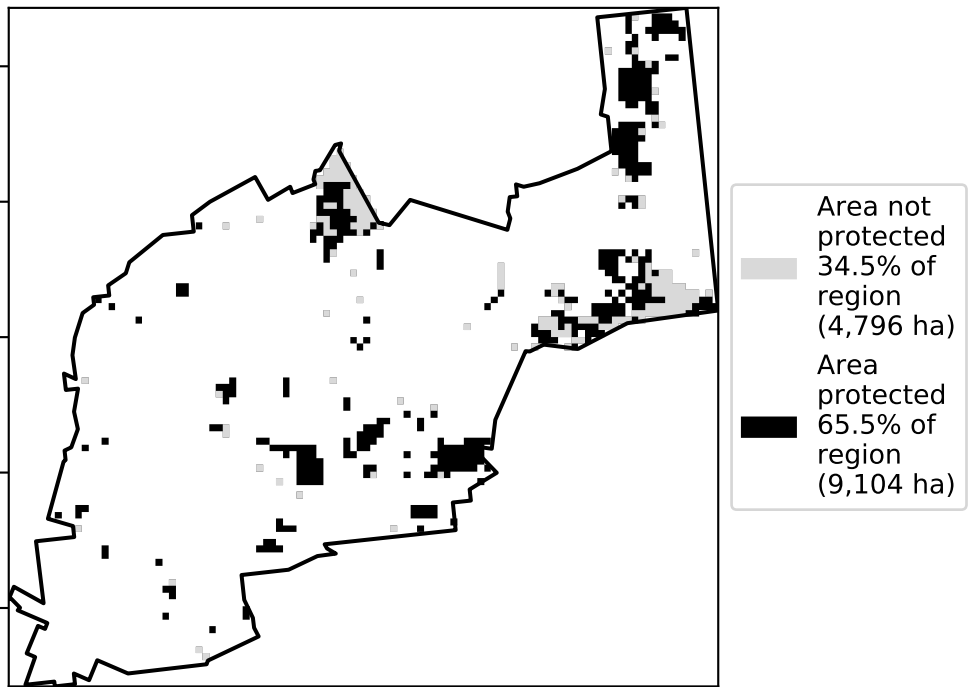 Area not
protected
34.5% of
region
(4,796 ha)
Area
protected
65.5% of
region
(9,104 ha)